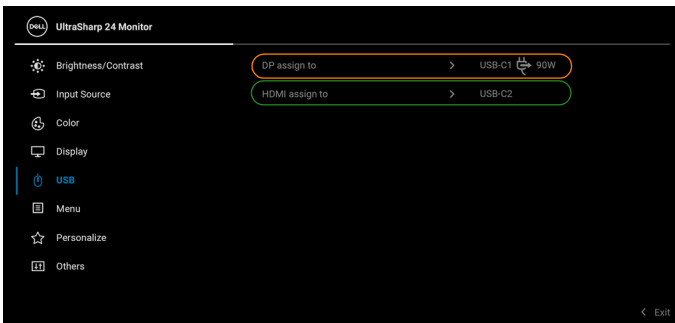 DELL UltraSharp 24 Monitor
Brightness/Contrast
DP assign to > USB-C1 90W
Input Source
HDMI assign to > USB-C2
Color
Display
USB
Menu
Personalize
Others
< Exit